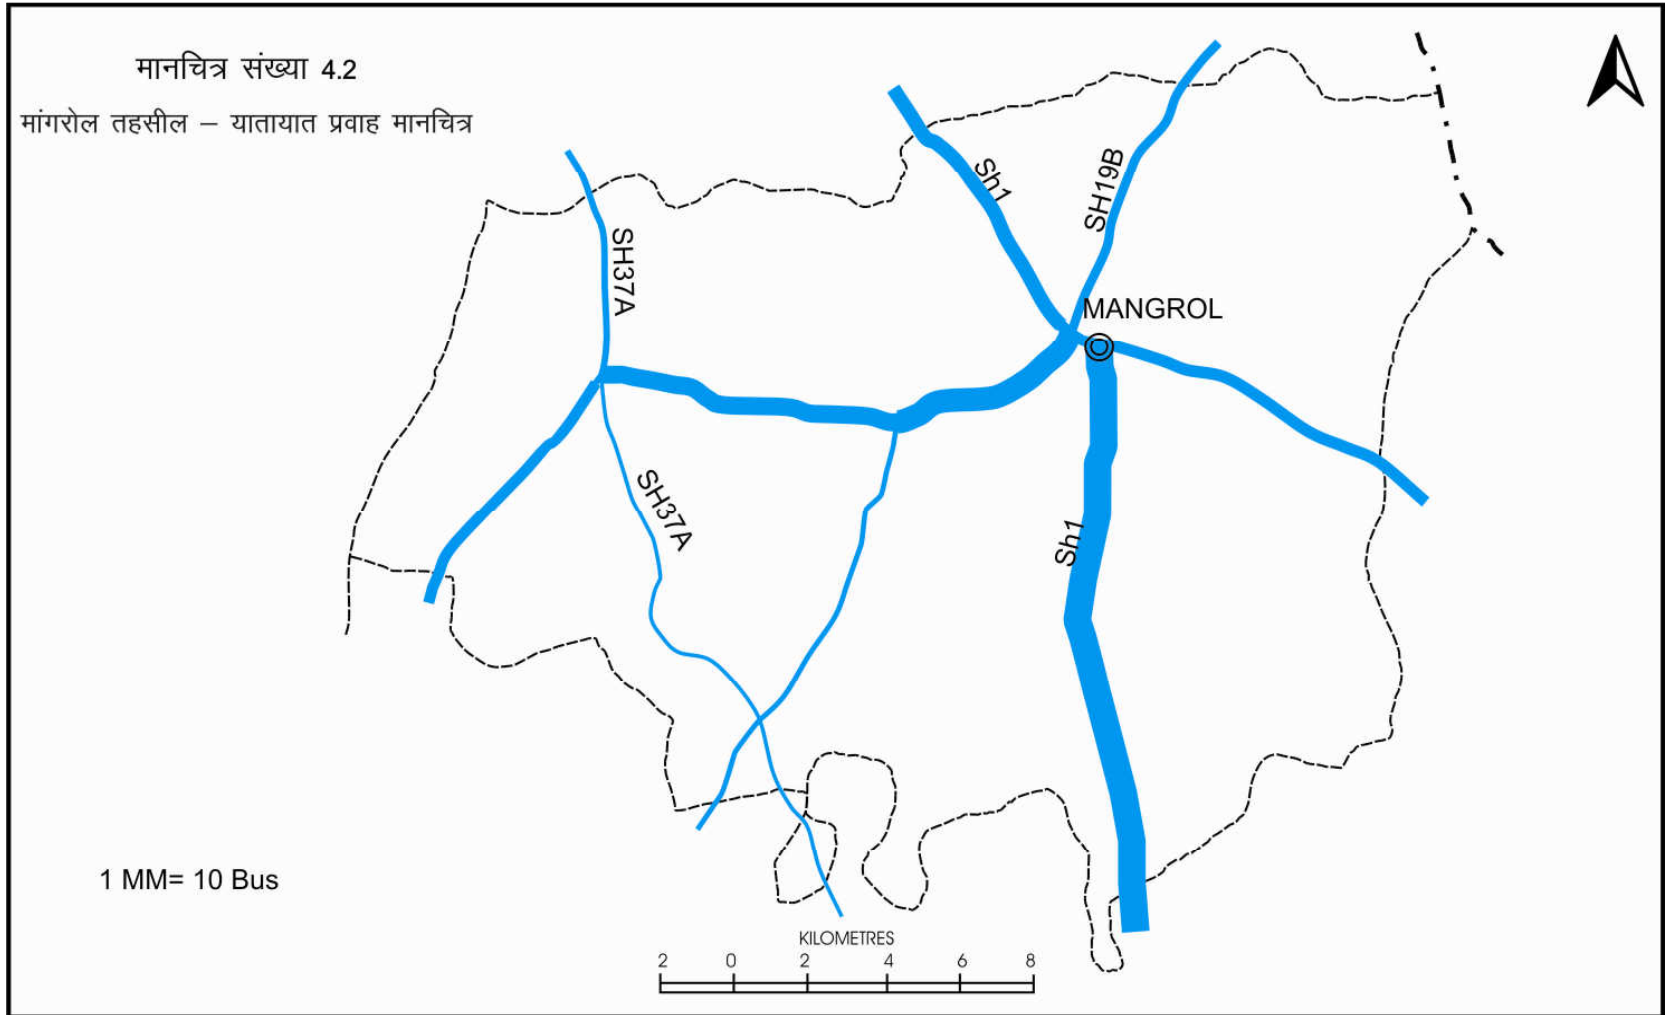 मानचित्र संख्या 4.2
मांगरोल तहसील – यातायात प्रवाह मानचित्र
Sh1
SH19B
SH37A
MANGROL
SH37A
Sh1
1 MM= 10 Bus
KILOMETRES
2 0 2 4 6 8